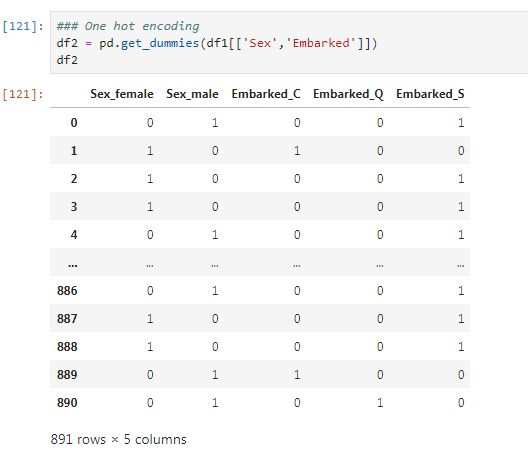 [121]: ### One hot encoding
df2 = pd.get_dummies(df1[['Sex','Embarked']])
df2
[121]: Sex_female Sex_male Embarked_C Embarked_Q Embarked_S
0 0 1 0 0 1
1 1 0 1 0 0
2 1 0 0 0 1
3 1 0 0 0 1
4 0 1 0 0 1
... ... ... ... ... ...
886 0 1 0 0 1
887 1 0 0 0 1
888 1 0 0 0 1
889 0 1 1 0 0
890 0 1 0 1 0
891 rows × 5 columns